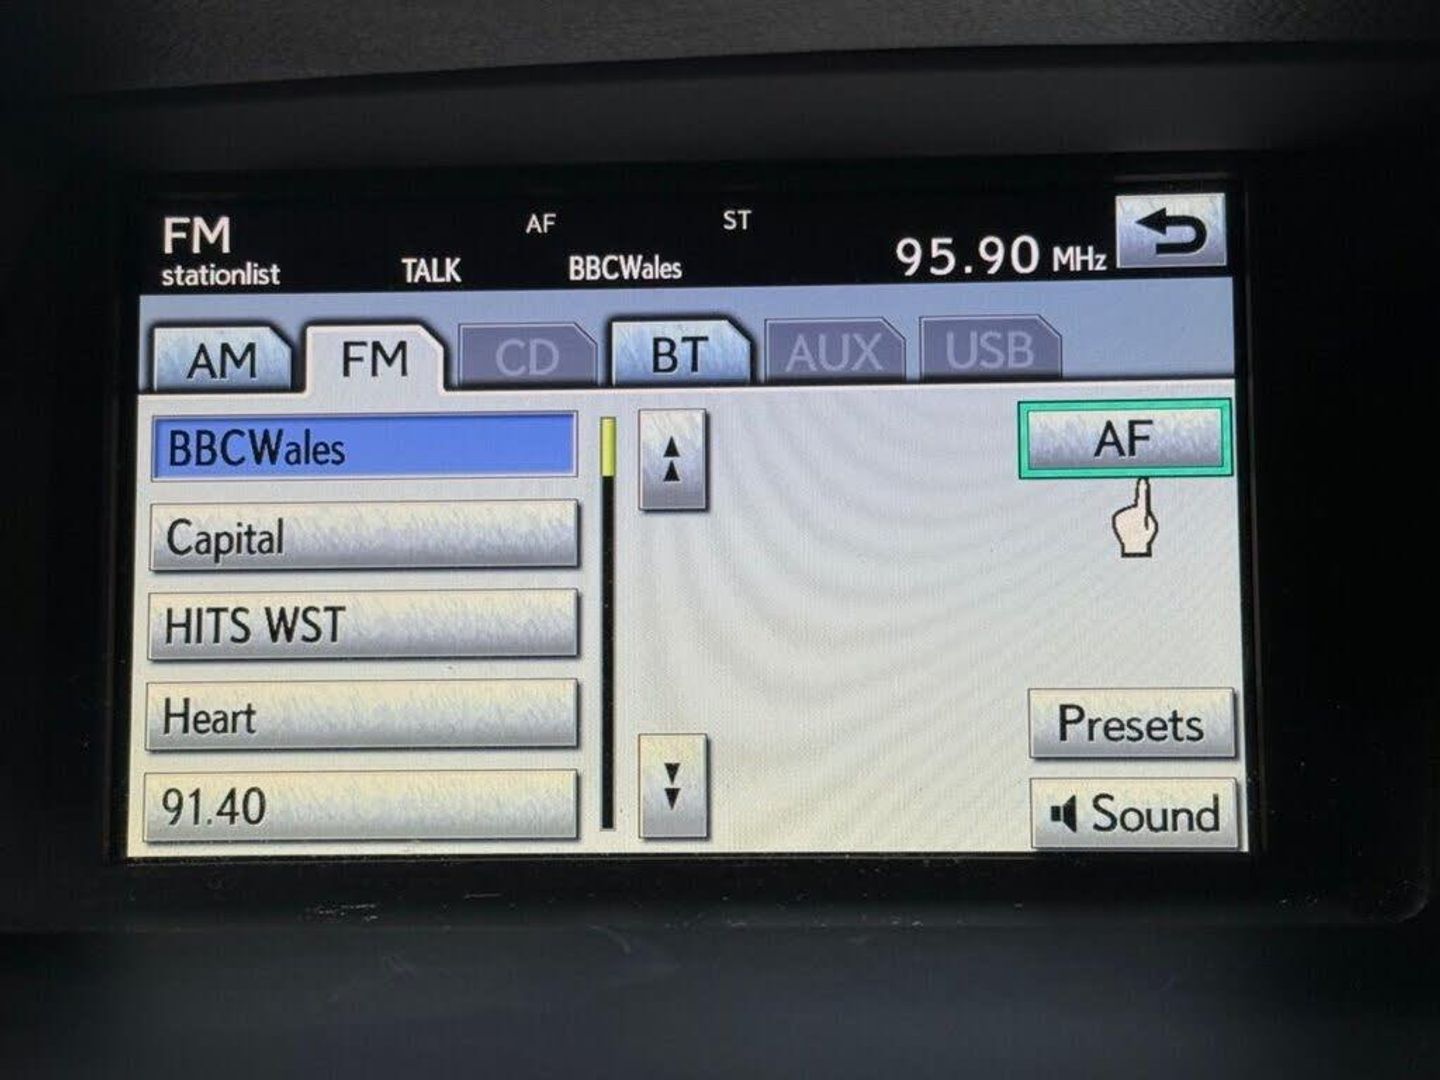 FM
AF
ST
stationlist
TALK
BBCWales
95.90 MHz
AM
FM
CD
BT
AUX
USB
BBCWales
AF
Capital
HITS WST
Heart
Presets
91.40
Sound